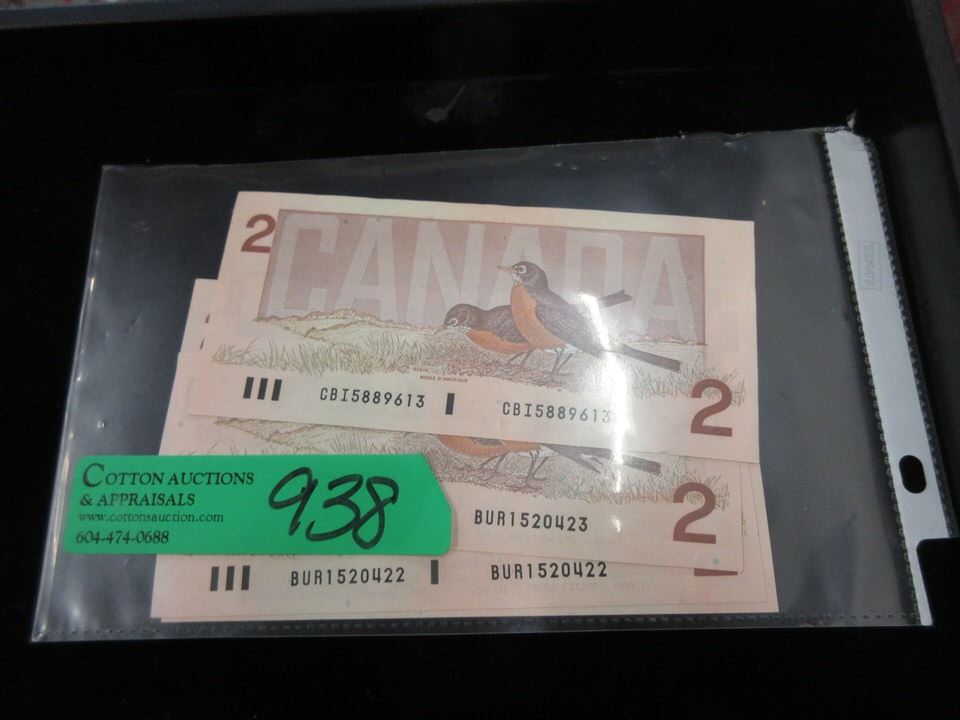 2
CANADA
ROBIN
MERLE D'AMÉRIQUE
CBI5889613 CBI5889613
2
COTTON AUCTIONS
& APPRAISALS
www.cottonsauction.com
604-474-0688
938
BUR1520423
2
BUR1520422 BUR1520422